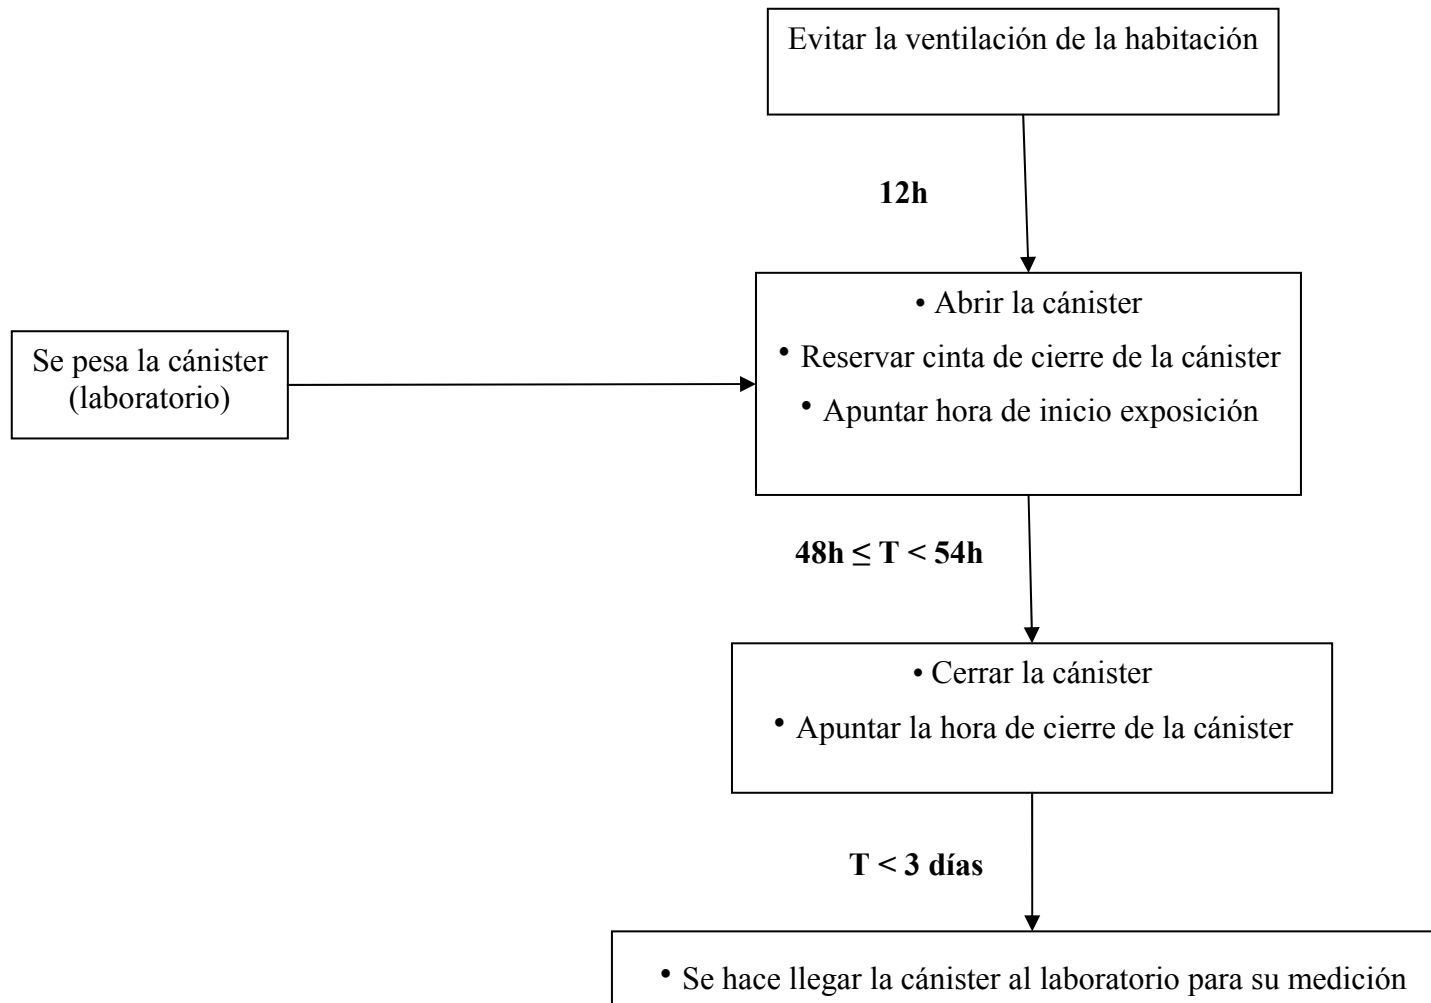 Evitar la ventilación de la habitación
12h
• Abrir la cánister
• Reservar cinta de cierre de la cánister
• Apuntar hora de inicio exposición
Se pesa la cánister
(laboratorio)
48h ≤ T < 54h
• Cerrar la cánister
• Apuntar la hora de cierre de la cánister
T < 3 días
• Se hace llegar la cánister al laboratorio para su medición